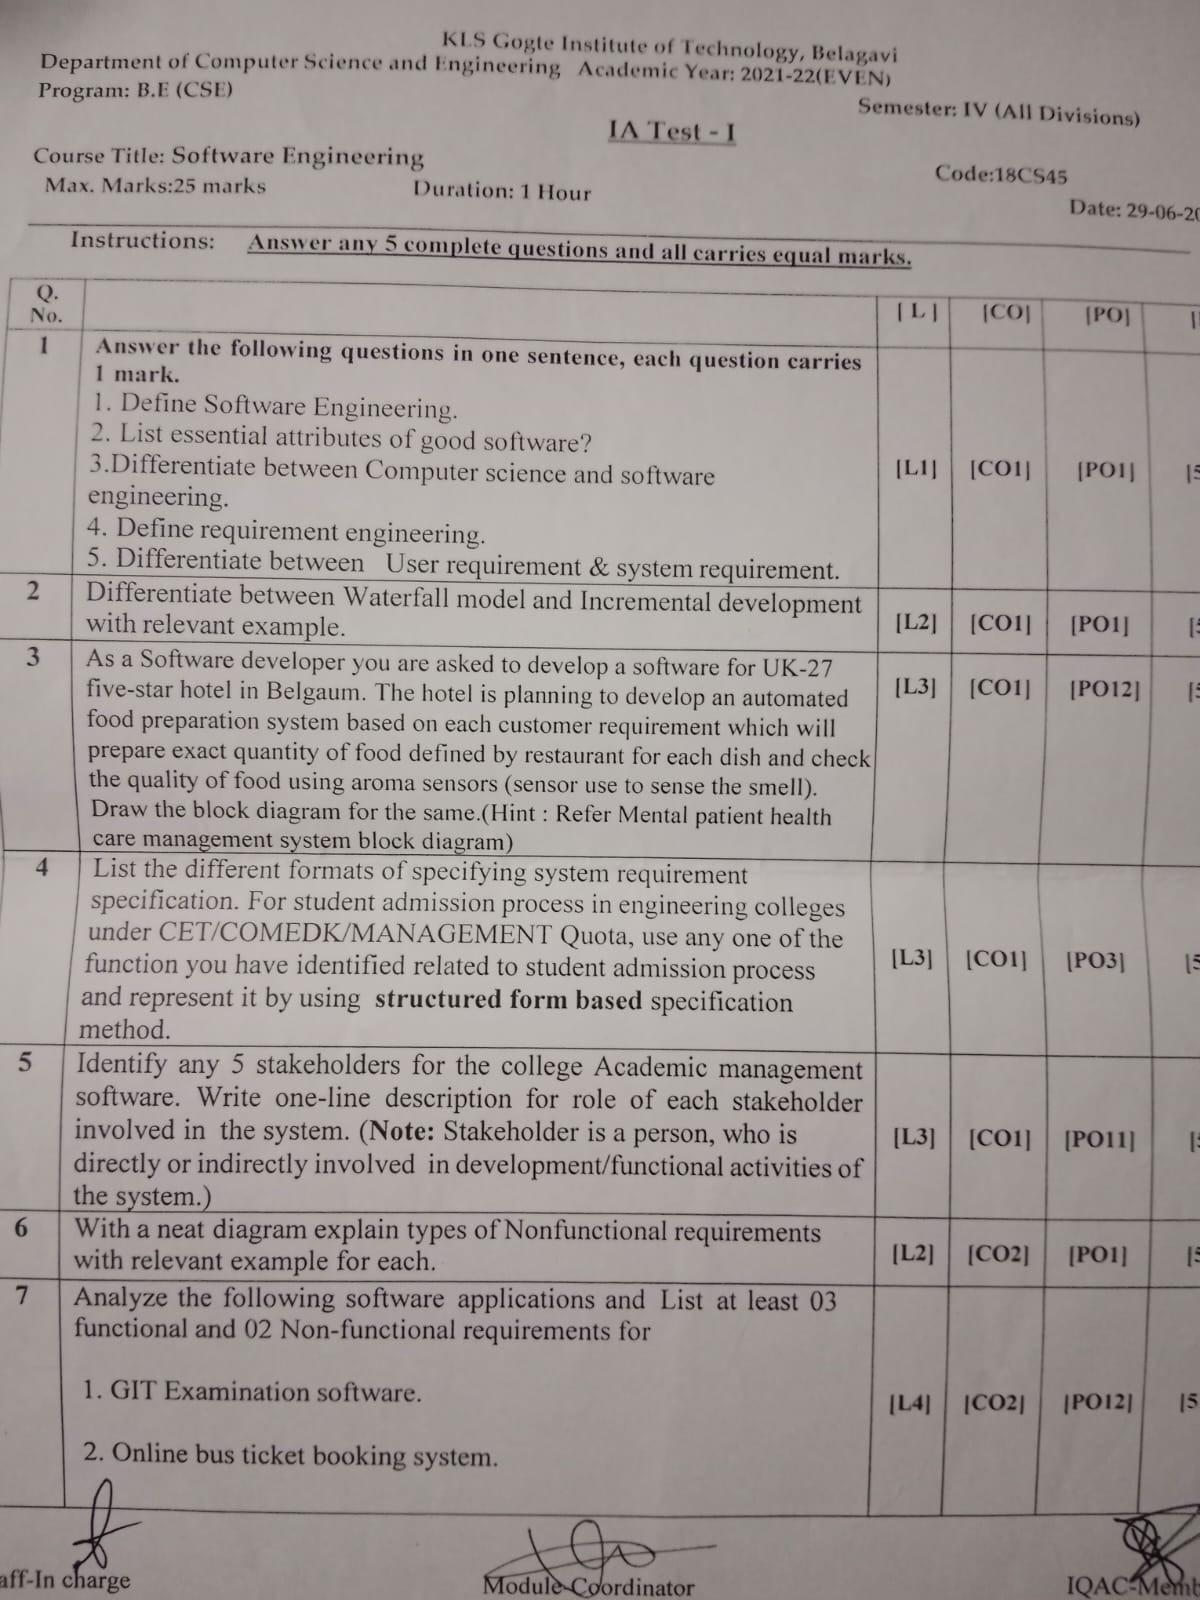 KLS Gogte Institute of Technology, Belagavi
Department of Computer Science and Engineering Academic Year: 2021-22(EVEN)
Program: B.E (CSE)
Semester: IV (All Divisions)
IA Test - I
Course Title: Software Engineering
Code:18CS45
Max. Marks:25 marks Duration: 1 Hour
Date: 29-06-20
Instructions: Answer any 5 complete questions and all carries equal marks.
Q. No. [ L ] [CO] [PO]
1 Answer the following questions in one sentence, each question carries
1 mark.
1. Define Software Engineering.
2. List essential attributes of good software?
3.Differentiate between Computer science and software [L1] [CO1] [PO1] [5
engineering.
4. Define requirement engineering.
5. Differentiate between User requirement & system requirement.
2 Differentiate between Waterfall model and Incremental development
with relevant example. [L2] [CO1] [PO1]
3 As a Software developer you are asked to develop a software for UK-27
five-star hotel in Belgaum. The hotel is planning to develop an automated [L3] [CO1] [PO12]
food preparation system based on each customer requirement which will
prepare exact quantity of food defined by restaurant for each dish and check
the quality of food using aroma sensors (sensor use to sense the smell).
Draw the block diagram for the same.(Hint : Refer Mental patient health
care management system block diagram)
4 List the different formats of specifying system requirement
specification. For student admission process in engineering colleges
under CET/COMEDK/MANAGEMENT Quota, use any one of the
function you have identified related to student admission process [L3] [CO1] [PO3] [5
and represent it by using structured form based specification
method.
5 Identify any 5 stakeholders for the college Academic management
software. Write one-line description for role of each stakeholder
involved in the system. (Note: Stakeholder is a person, who is [L3] [CO1] [PO11]
directly or indirectly involved in development/functional activities of
the system.)
6 With a neat diagram explain types of Nonfunctional requirements
with relevant example for each. [L2] [CO2] [PO1] [5
7 Analyze the following software applications and List at least 03
functional and 02 Non-functional requirements for
1. GIT Examination software.
[L4] [CO2] [PO12] [5
2. Online bus ticket booking system.
aff-In charge Module Coordinator IQAC-Memb